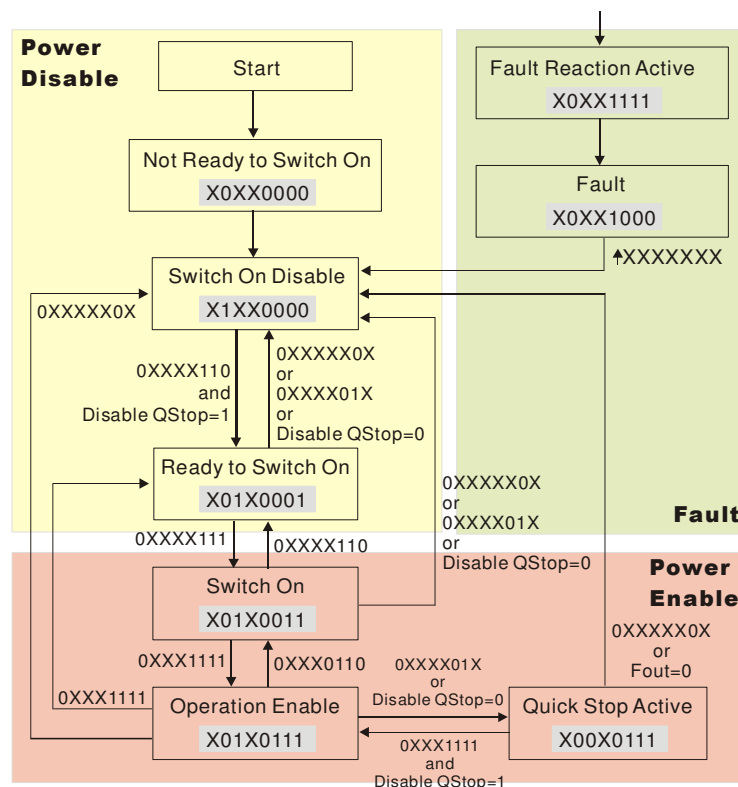 Power
Disable
Start
Not Ready to Switch On
X0XX0000
Switch On Disable
X1XX0000
0XXXXX0X
0XXXX110
and
Disable QStop=1
0XXXXX0X
or
0XXXX01X
or
Disable QStop=0
Ready to Switch On
X01X0001
0XXXX111
0XXXX110
0XXXXX0X
or
0XXXX01X
or
Disable QStop=0
Fault Reaction Active
X0XX1111
Fault
X0XX1000
XXXXXXX
Fault
Power
Enable
Switch On
X01X0011
0XXX1111
0XXX0110
0XXX1111
Operation Enable
X01X0111
0XXXX01X
or
Disable QStop=0
0XXX1111
and
Disable QStop=1
0XXXXX0X
or
Fout=0
Quick Stop Active
X00X0111